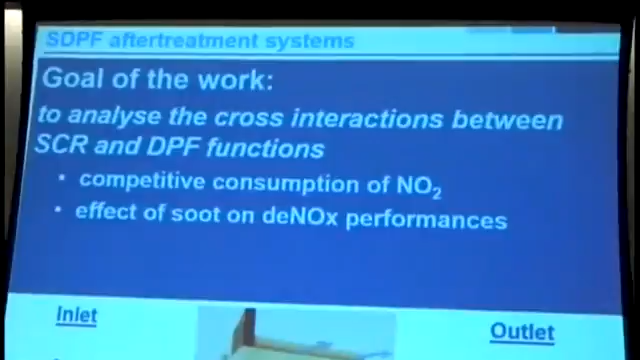 SDPF aftertreatment systems
Goal of the work:
to analyse the cross interactions between
SCR and DPF functions
• competitive consumption of NO₂
• effect of soot on deNOx performances
Inlet
Outlet